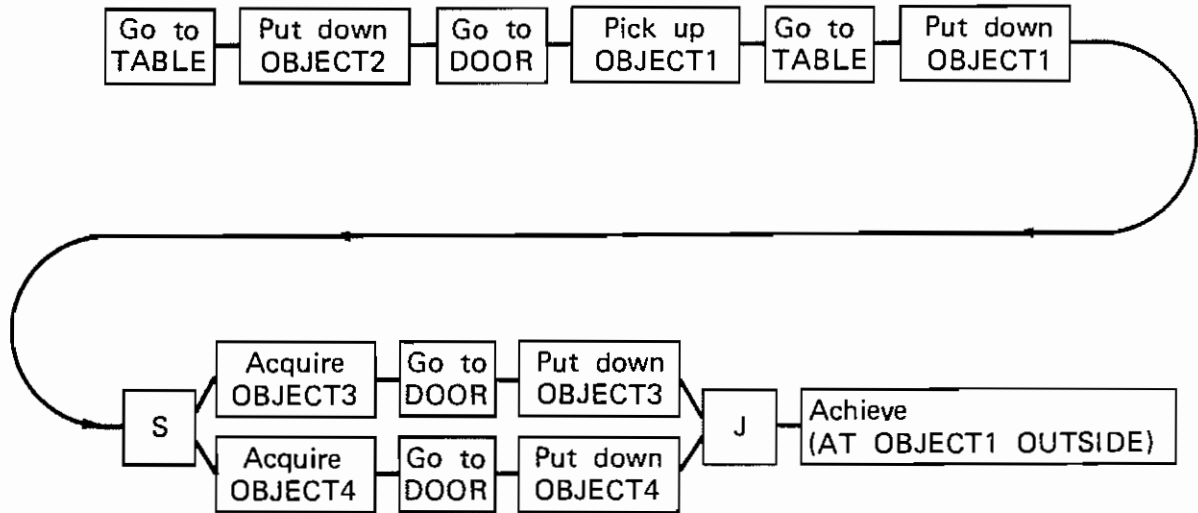 Go to
TABLE
Put down
OBJECT2
Go to
DOOR
Pick up
OBJECT1
Go to
TABLE
Put down
OBJECT1
S
Acquire
OBJECT3
Go to
DOOR
Put down
OBJECT3
Acquire
OBJECT4
Go to
DOOR
Put down
OBJECT4
J
Achieve
(AT OBJECT1 OUTSIDE)